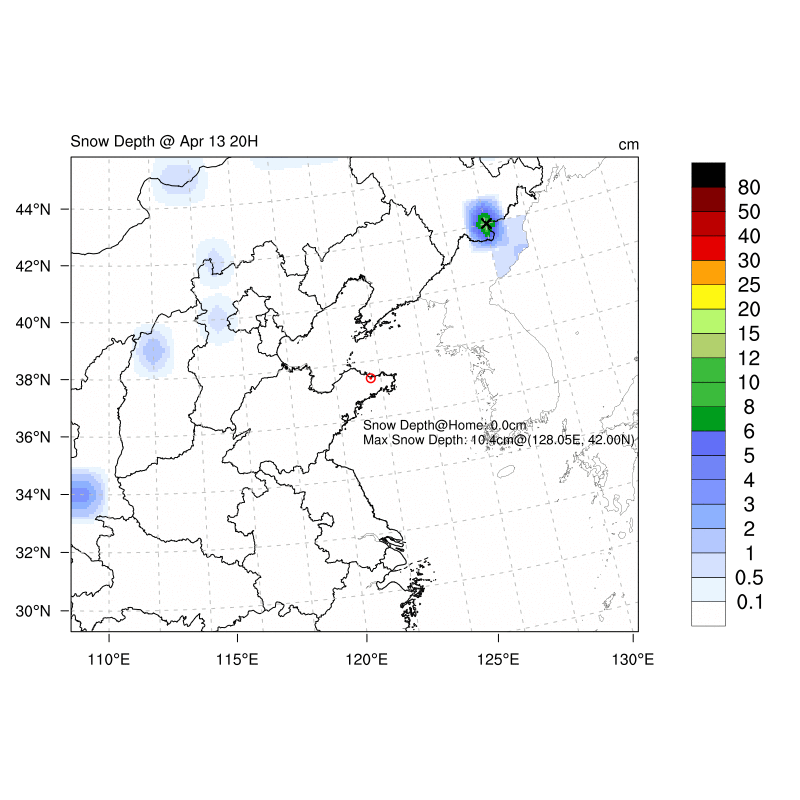 Snow Depth @ Apr 13 20H
cm
44°N
42°N
40°N
38°N
36°N
34°N
32°N
30°N
110°E
115°E
120°E
125°E
130°E
Snow Depth@Home: 0.0cm
Max Snow Depth: 10.4cm@(128.05E, 42.00N)
80
50
40
30
25
20
15
12
10
8
6
5
4
3
2
1
0.5
0.1